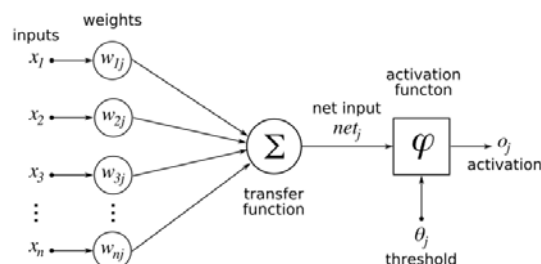 weights
inputs
x1 w1j
x2 w2j
x3 w3j
⋮ ⋮
xn wnj
Σ
transfer
function
net input
netj
activation
functon
φ
oj
activation
θj
threshold